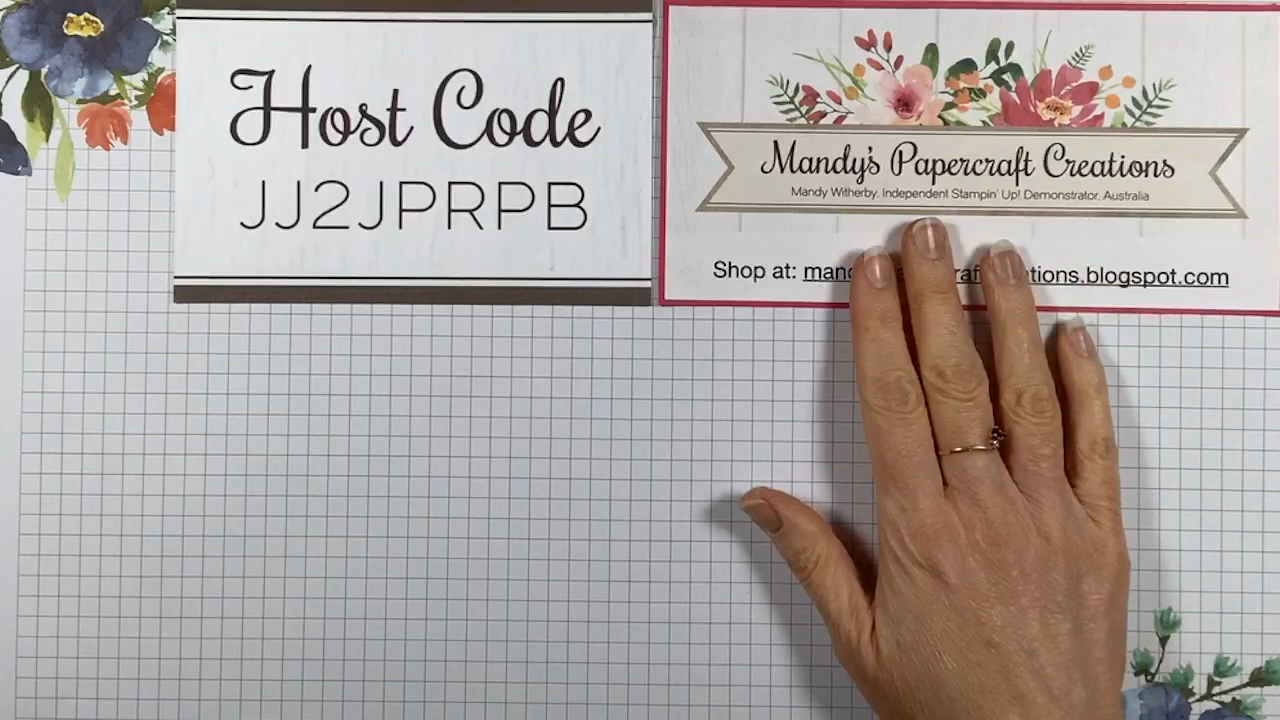 Host Code
JJ2JPRPB
Mandy's Papercraft Creations
Mandy Witherby, Independent Stampin' Up! Demonstrator, Australia
Shop at: